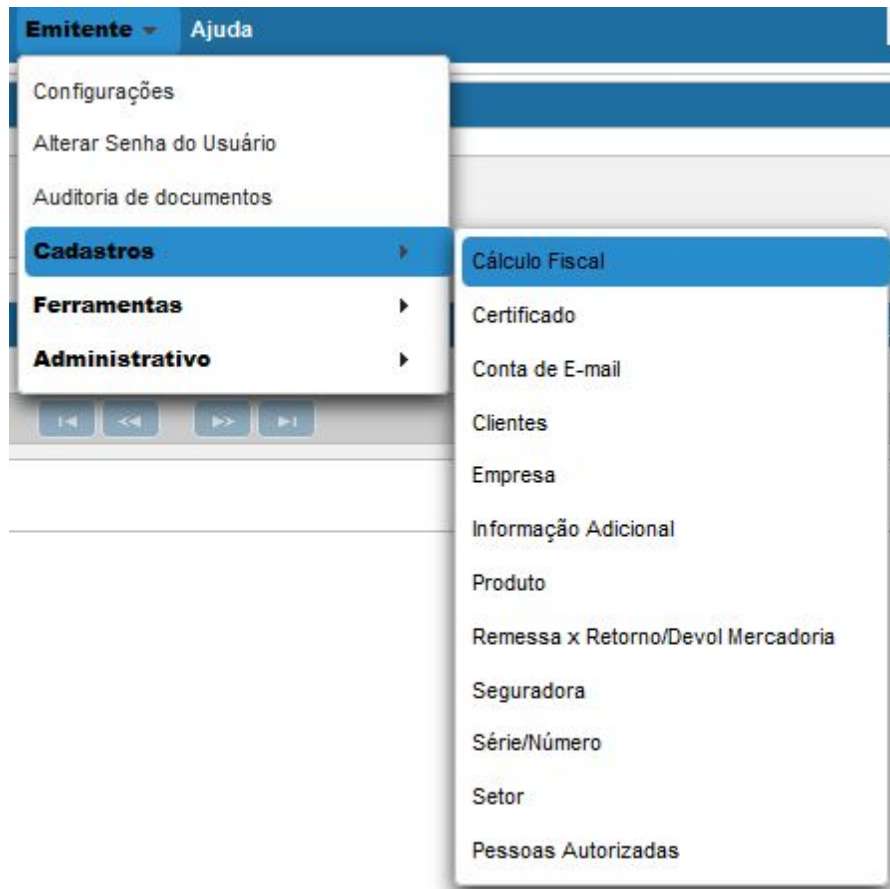 Emitente Ajuda
Configurações
Alterar Senha do Usuário
Auditoria de documentos
Cadastros
Ferramentas
Administrativo
Cálculo Fiscal
Certificado
Conta de E-mail
Clientes
Empresa
Informação Adicional
Produto
Remessa x Retorno/Devol Mercadoria
Seguradora
Série/Número
Setor
Pessoas Autorizadas